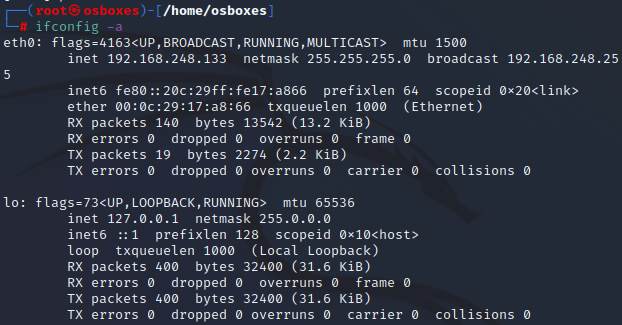 ┌──(root㉿osboxes)-[/home/osboxes]
└─# ifconfig -a
eth0: flags=4163<UP,BROADCAST,RUNNING,MULTICAST>  mtu 1500
        inet 192.168.248.133  netmask 255.255.255.0  broadcast 192.168.248.25
5
        inet6 fe80::20c:29ff:fe17:a866  prefixlen 64  scopeid 0×20<link>
        ether 00:0c:29:17:a8:66  txqueuelen 1000  (Ethernet)
        RX packets 140  bytes 13542 (13.2 KiB)
        RX errors 0  dropped 0  overruns 0  frame 0
        TX packets 19  bytes 2274 (2.2 KiB)
        TX errors 0  dropped 0 overruns 0  carrier 0  collisions 0

lo: flags=73<UP,LOOPBACK,RUNNING>  mtu 65536
        inet 127.0.0.1  netmask 255.0.0.0
        inet6 ::1  prefixlen 128  scopeid 0×10<host>
        loop  txqueuelen 1000  (Local Loopback)
        RX packets 400  bytes 32400 (31.6 KiB)
        RX errors 0  dropped 0  overruns 0  frame 0
        TX packets 400  bytes 32400 (31.6 KiB)
        TX errors 0  dropped 0 overruns 0  carrier 0  collisions 0